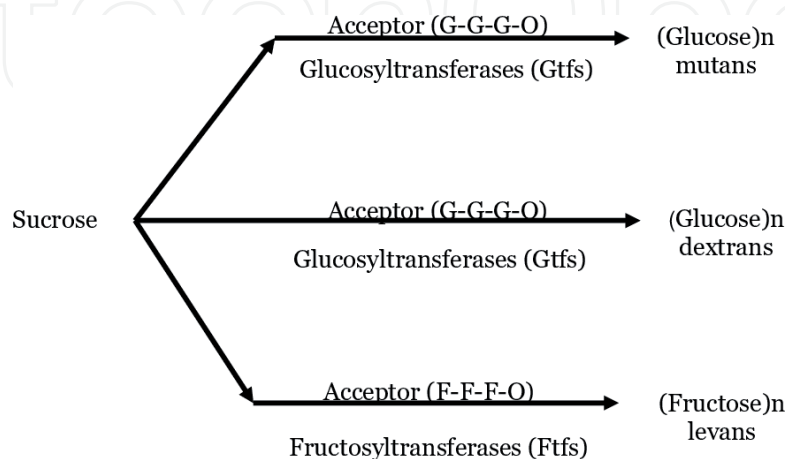 Acceptor (G-G-G-O)
Glucosyltransferases (Gtfs)
(Glucose)n
mutans
Sucrose
Acceptor (G-G-G-O)
Glucosyltransferases (Gtfs)
(Glucose)n
dextrans
Acceptor (F-F-F-O)
Fructosyltransferases (Ftfs)
(Fructose)n
levans